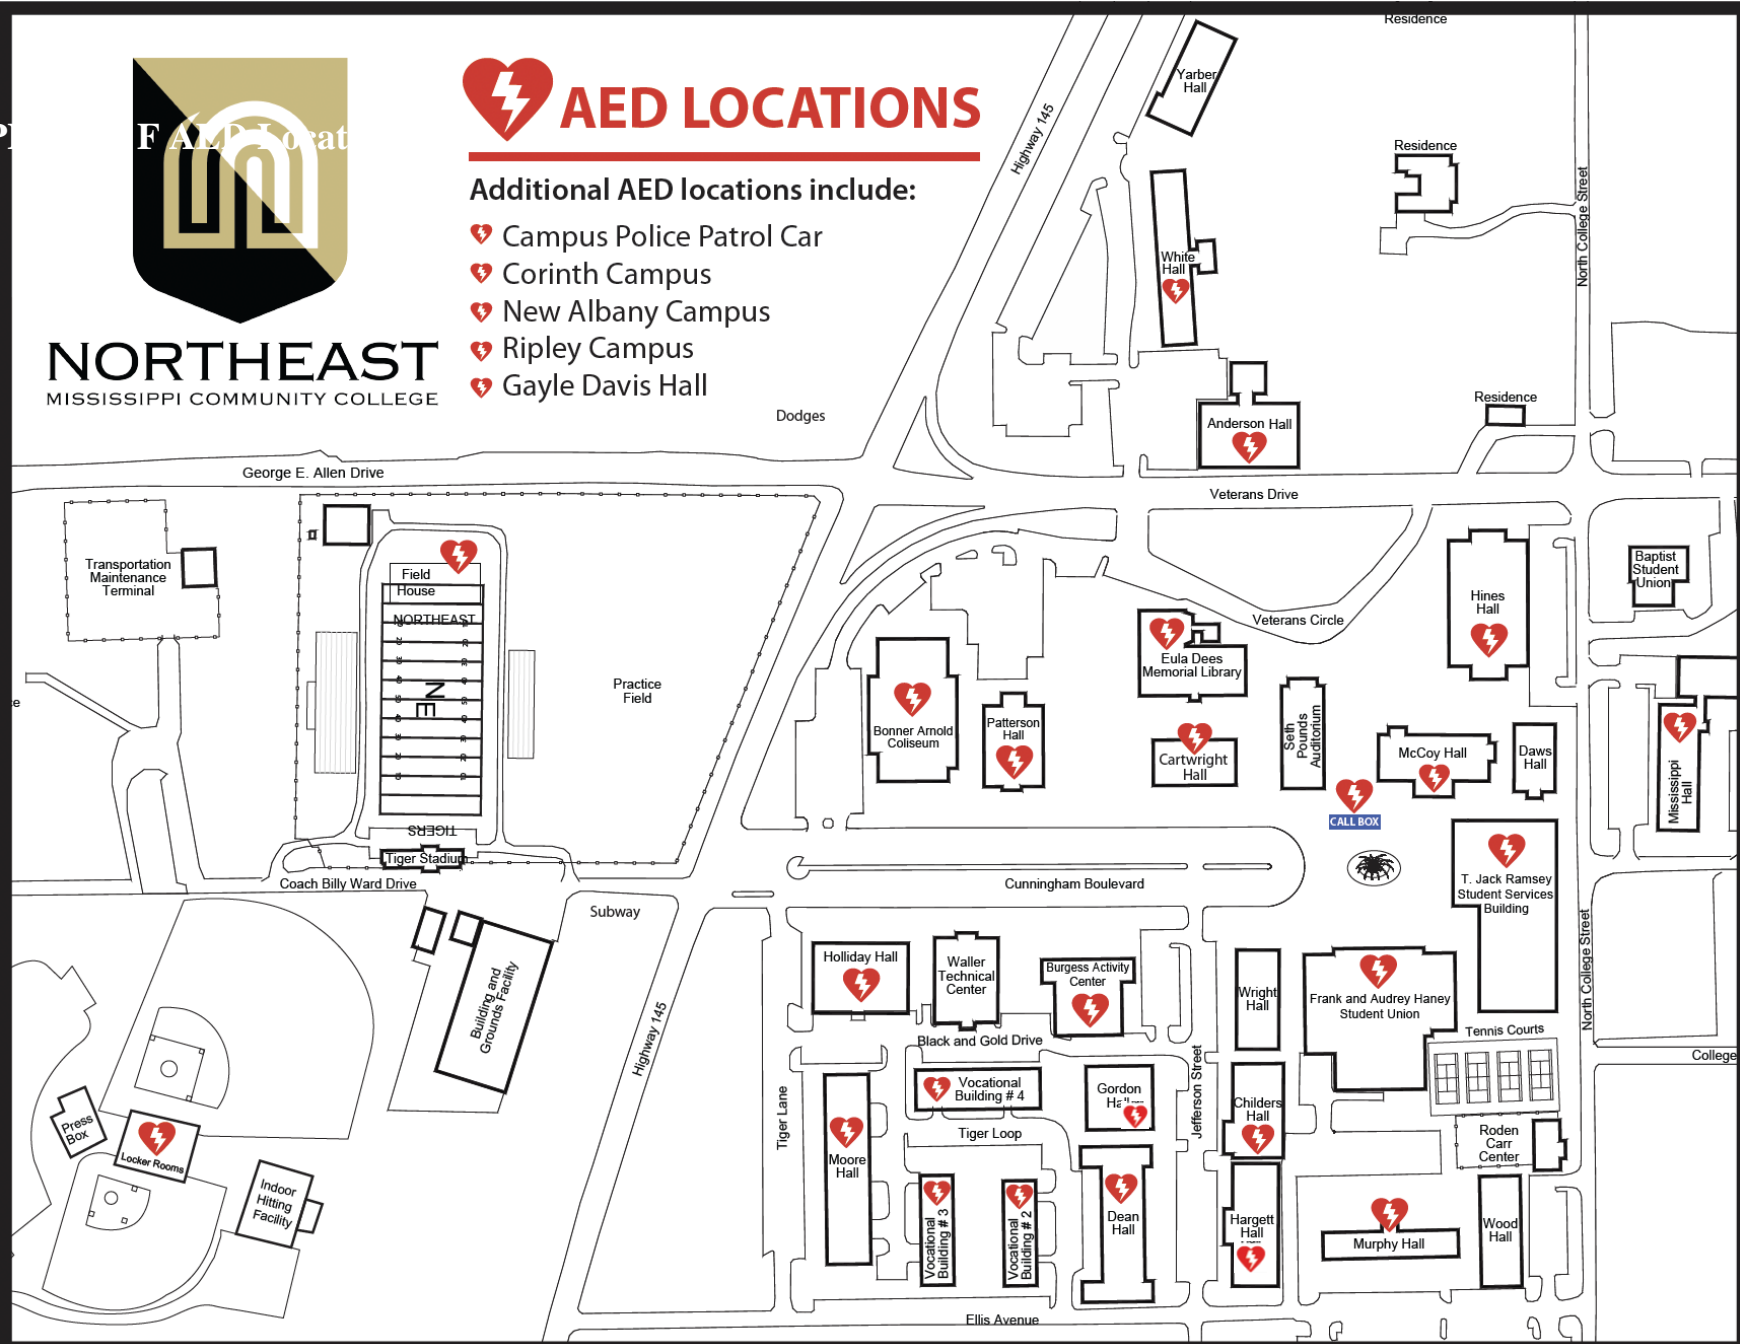 Residence
Yarber
Hall
AED LOCATIONS
Highway 145
F AED Locat
Residence
Additional AED locations include:
North College Street
Campus Police Patrol Car
White
Hall
Corinth Campus
New Albany Campus
NORTHEAST
Ripley Campus
MISSISSIPPI COMMUNITY COLLEGE
Gayle Davis Hall
Residence
Dodges
Anderson Hall
George E. Allen Drive
Veterans Drive
Transportation
Maintenance
Terminal
Field
House
NORTHEAST
N
E
TIGERS
Practice
Field
Baptist
Student
Union
Hines
Hall
Veterans Circle
Eula Dees
Memorial Library
Bonner Arnold
Coliseum
Patterson
Hall
Cartwright
Hall
Seth
Pounds
Auditorium
McCoy Hall
Daws
Hall
Mississippi
Hall
CALL BOX
Tiger Stadium
Coach Billy Ward Drive
Cunningham Boulevard
T. Jack Ramsey
Student Services
Building
Subway
North College Street
Building and
Grounds Facility
Highway 145
Holliday Hall
Waller
Technical
Center
Burgess Activity
Center
Wright
Hall
Frank and Audrey Haney
Student Union
Tennis Courts
Black and Gold Drive
College
Jefferson Street
Tiger Lane
Vocational
Building # 4
Gordon
Childers
Hall
Press
Box
Locker Rooms
Tiger Loop
Roden
Carr
Center
Moore
Hall
Indoor
Hitting
Facility
Vocational
Building # 3
Vocational
Building # 2
Dean
Hall
Hargett
Hall
Murphy Hall
Wood
Hall
Ellis Avenue